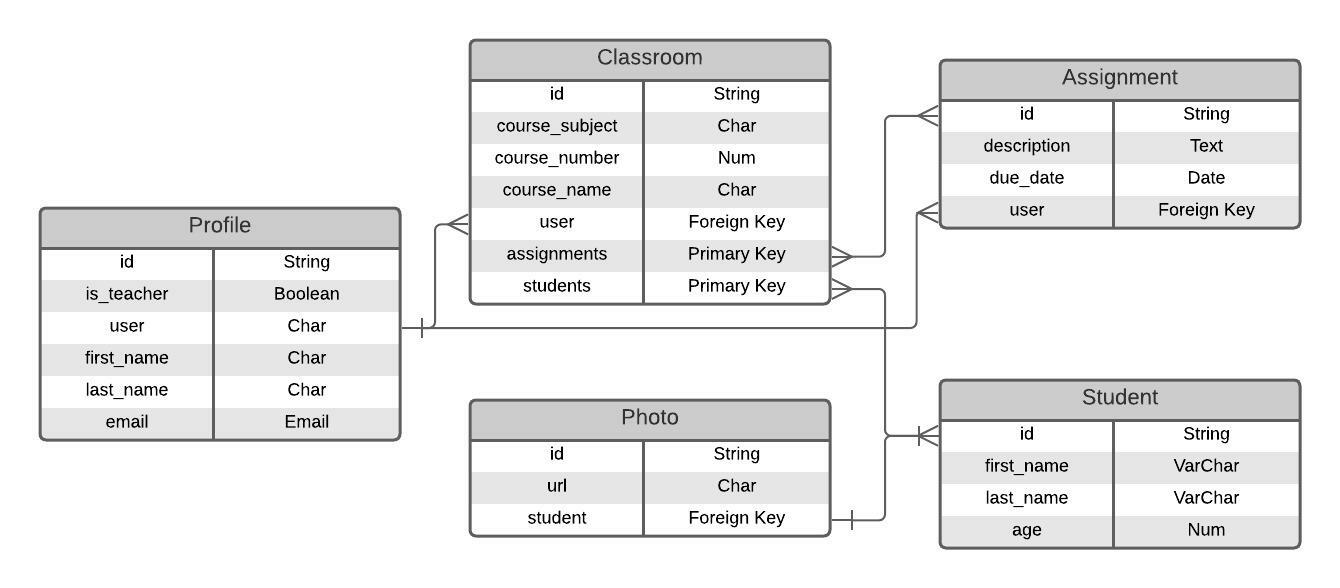 Classroom
id String
course_subject Char
course_number Num
course_name Char
user Foreign Key
assignments Primary Key
students Primary Key
Assignment
id String
description Text
due_date Date
user Foreign Key
Profile
id String
is_teacher Boolean
user Char
first_name Char
last_name Char
email Email
Photo
id String
url Char
student Foreign Key
Student
id String
first_name VarChar
last_name VarChar
age Num